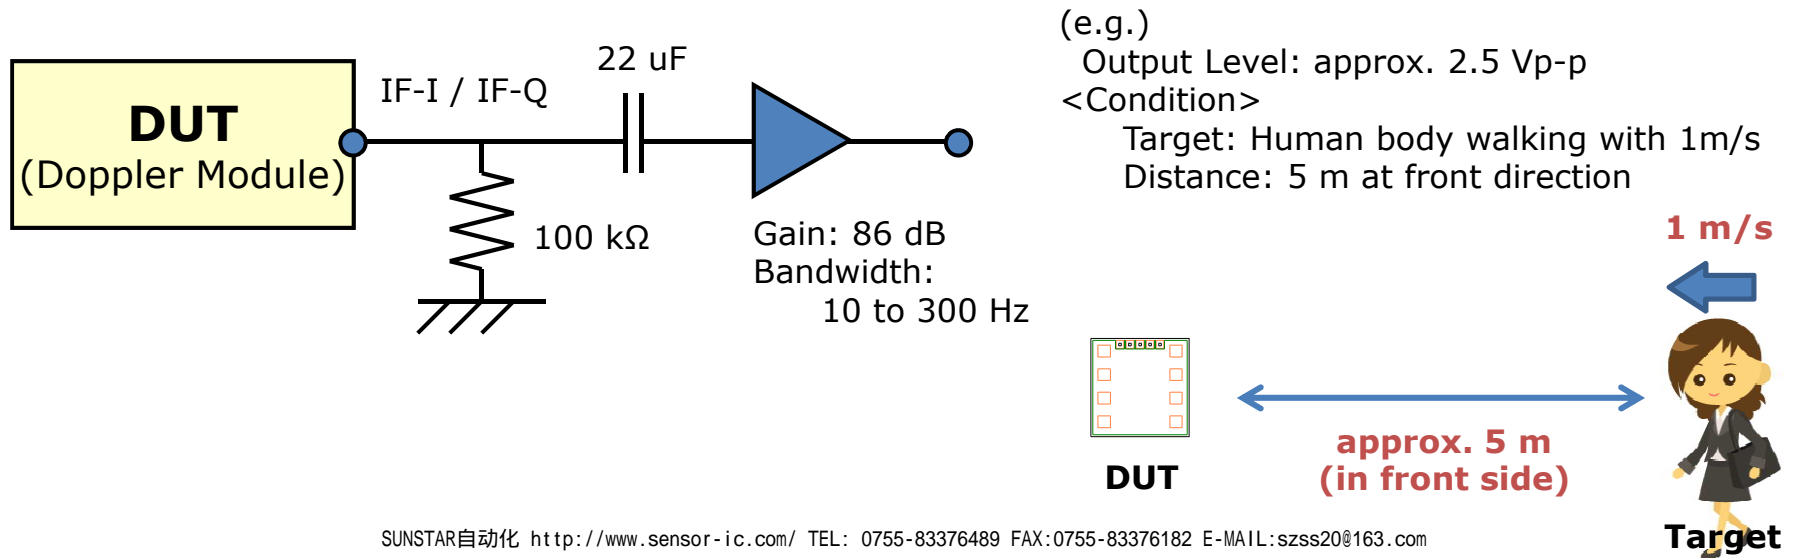 DUT
(Doppler Module)
IF-I / IF-Q
22 uF
100 kΩ
Gain: 86 dB
Bandwidth:
10 to 300 Hz
(e.g.)
Output Level: approx. 2.5 Vp-p
<Condition>
Target: Human body walking with 1m/s
Distance: 5 m at front direction
1 m/s
approx. 5 m
(in front side)
DUT
Target
SUNSTAR自动化 http://www.sensor-ic.com/ TEL: 0755-83376489 FAX:0755-83376182 E-MAIL:szss20@163.com